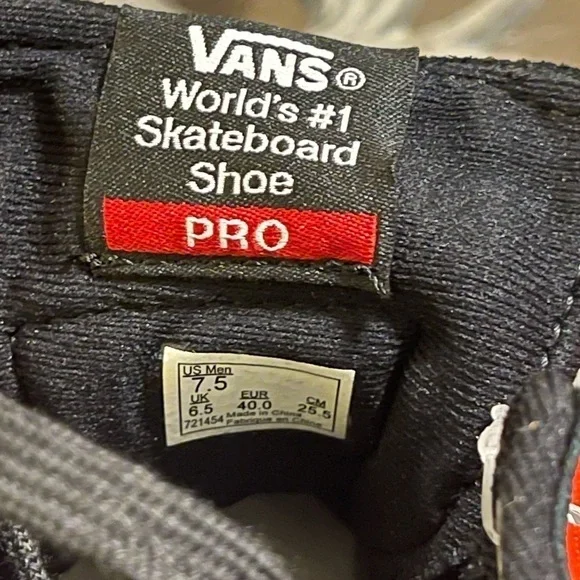 VANS®
World's #1
Skateboard
Shoe
PRO
US Men
7.5
UK EUR CM
6.5 40.0 25.5
721454 Made in China
Fabriqué en Chine